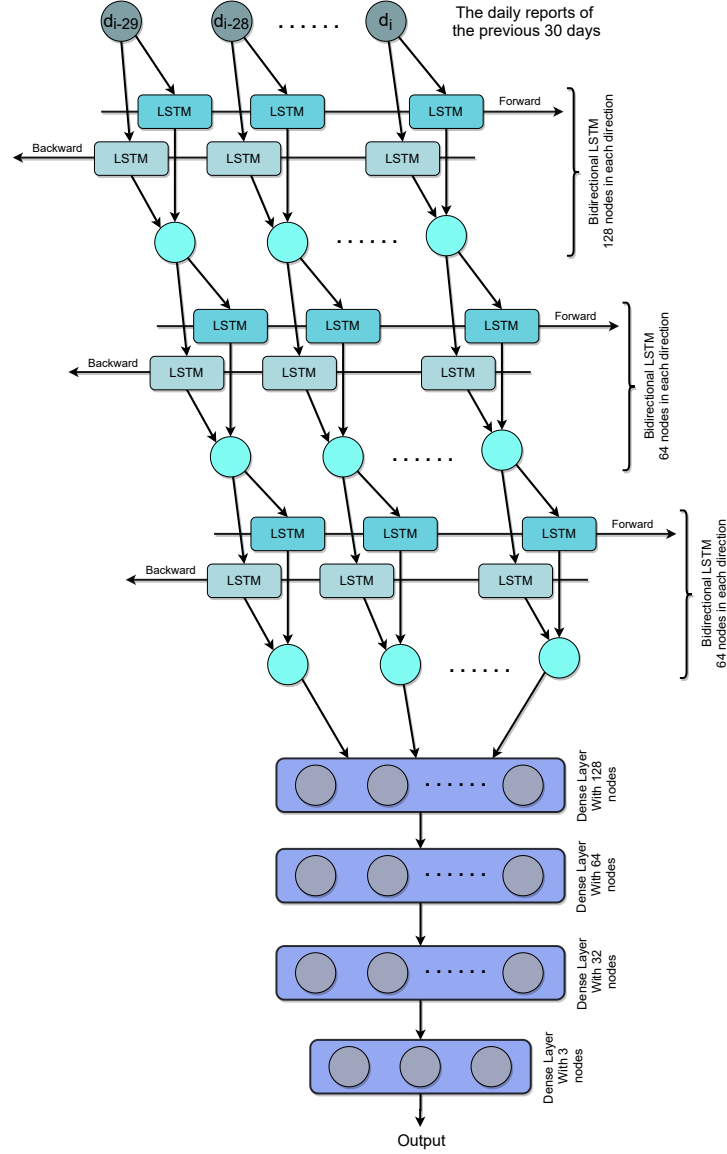 d_{i-29}
d_{i-28}
. . . . . .
d_i
The daily reports of
the previous 30 days
LSTM
LSTM
LSTM
Forward
Backward
LSTM
LSTM
LSTM
Bidirectional LSTM
128 nodes in each direction
. . . . . .
LSTM
LSTM
LSTM
Forward
Backward
LSTM
LSTM
LSTM
Bidirectional LSTM
64 nodes in each direction
. . . . . .
LSTM
LSTM
LSTM
Forward
Backward
LSTM
LSTM
LSTM
Bidirectional LSTM
64 nodes in each direction
. . . . . .
. . . . . .
Dense Layer
With 128
nodes
. . . . . .
Dense Layer
With 64
nodes
. . . . . .
Dense Layer
With 32
nodes
Dense Layer
With 3
nodes
Output